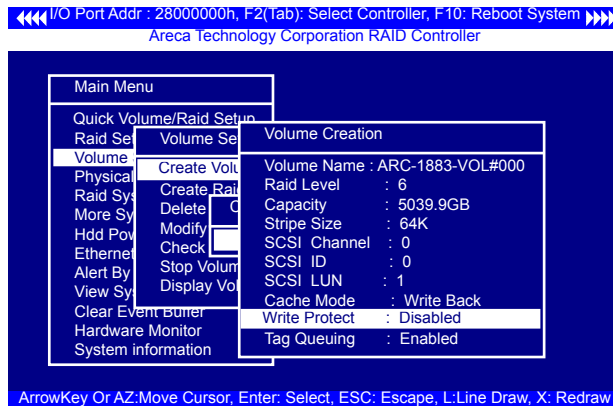 I/O Port Addr : 28000000h, F2(Tab): Select Controller, F10: Reboot System
Areca Technology Corporation RAID Controller
Main Menu
Quick Volume/Raid Setup
Raid Set
Volume
Physical
Raid Sys
More Sy
Hdd Pow
Ethernet
Alert By
View Sys
Clear Event Buffer
Hardware Monitor
System information
Volume Se
Create Volu
Create Raid
Delete
Modify
Check
Stop Volum
Display Vol
C
Volume Creation
Volume Name : ARC-1883-VOL#000
Raid Level : 6
Capacity : 5039.9GB
Stripe Size : 64K
SCSI Channel : 0
SCSI ID : 0
SCSI LUN : 1
Cache Mode : Write Back
Write Protect : Disabled
Tag Queuing : Enabled
ArrowKey Or AZ:Move Cursor, Enter: Select, ESC: Escape, L:Line Draw, X: Redraw